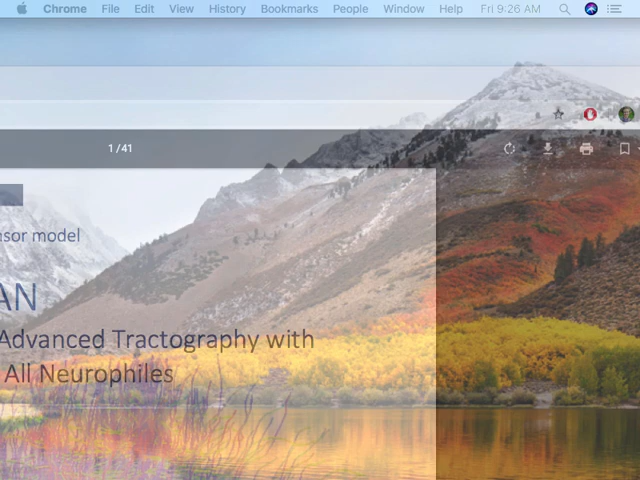 Chrome File Edit View History Bookmarks People Window Help Fri 9:26 AM
1 / 41
nsor model
AN
Advanced Tractography with
All Neurophiles